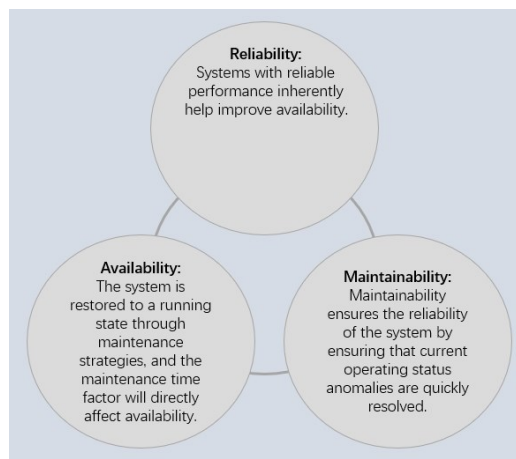 Reliability:
Systems with reliable
performance inherently
help improve availability.
Availability:
The system is
restored to a running
state through
maintenance
strategies, and the
maintenance time
factor will directly
affect availability.
Maintainability:
Maintainability
ensures the reliability
of the system by
ensuring that current
operating status
anomalies are quickly
resolved.